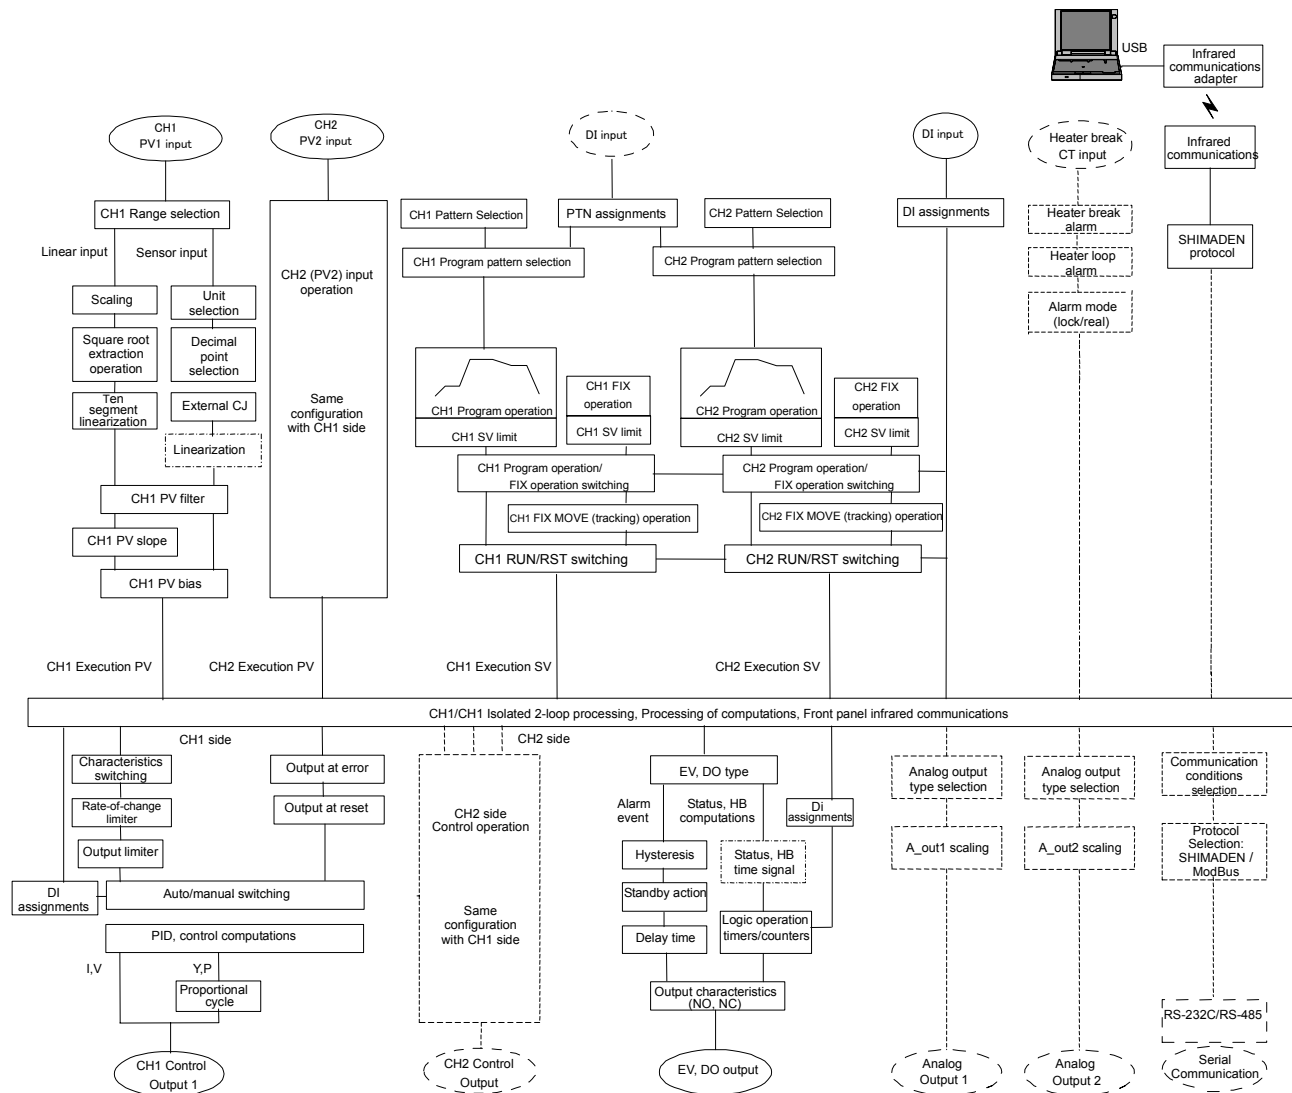 USB
Infrared
communications
adapter
CH1
PV1 input
CH2
PV2 input
DI input
DI input
Heater break
CT input
Infrared
communications
CH1 Range selection
CH1 Pattern Selection
PTN assignments
CH2 Pattern Selection
DI assignments
Heater break
alarm
Linear input
Sensor input
SHIMADEN
protocol
CH1 Program pattern selection
CH2 Program pattern selection
Heater loop
alarm
CH2 (PV2) input
operation
Scaling
Unit
selection
Alarm mode
(lock/real)
Square root
extraction
operation
Decimal
point
selection
Ten
segment
linearization
External CJ
Same
configuration
with CH1 side
CH1 FIX
operation
CH2 FIX
operation
CH1 Program operation
CH2 Program operation
CH1 SV limit
CH1 SV limit
CH2 SV limit
CH2 SV limit
Linearization
CH1 Program operation/
FIX operation switching
CH2 Program operation/
FIX operation switching
CH1 PV filter
CH1 FIX MOVE (tracking) operation
CH2 FIX MOVE (tracking) operation
CH1 PV slope
CH1 RUN/RST switching
CH2 RUN/RST switching
CH1 PV bias
CH1 Execution PV
CH2 Execution PV
CH1 Execution SV
CH2 Execution SV
CH1/CH1 Isolated 2-loop processing, Processing of computations, Front panel infrared communications
CH1 side
CH2 side
Characteristics
switching
Output at error
EV, DO type
Analog output
type selection
Analog output
type selection
Communication
conditions
selection
Rate-of-change
limiter
Output at reset
CH2 side
Control operation
Alarm
event
Status, HB
computations
Di
assignments
Output limiter
Hysteresis
Status, HB
time signal
A_out1 scaling
A_out2 scaling
Protocol
Selection:
SHIMADEN /
ModBus
DI
assignments
Auto/manual switching
Standby action
Same
configuration
with CH1 side
Logic operation
timers/counters
PID, control computations
Delay time
I,V
Y,P
Proportional
cycle
Output characteristics
(NO, NC)
RS-232C/RS-485
CH1 Control
Output 1
CH2 Control
Output
EV, DO output
Analog
Output 1
Analog
Output 2
Serial
Communication